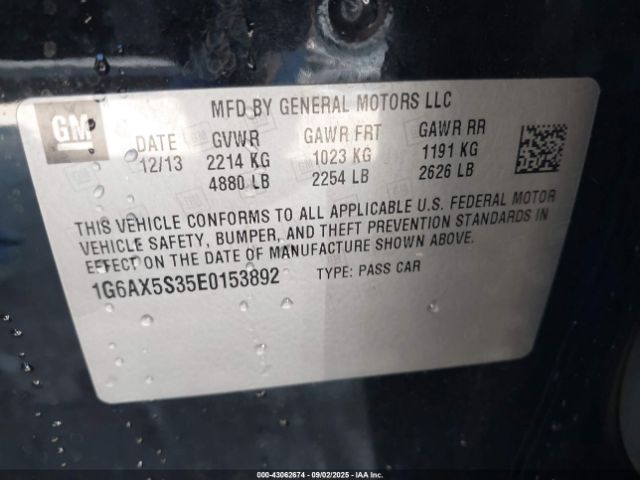 GM
MFD BY GENERAL MOTORS LLC
DATE GVWR GAWR FRT GAWR RR
12/13 2214 KG 1023 KG 1191 KG
4880 LB 2254 LB 2626 LB
THIS VEHICLE CONFORMS TO ALL APPLICABLE U.S. FEDERAL MOTOR
VEHICLE SAFETY, BUMPER, AND THEFT PREVENTION STANDARDS IN
EFFECT ON THE DATE OF MANUFACTURE SHOWN ABOVE.
1G6AX5S35E0153892 TYPE: PASS CAR
000-43062674 - 09/02/2025 - IAAI.COM